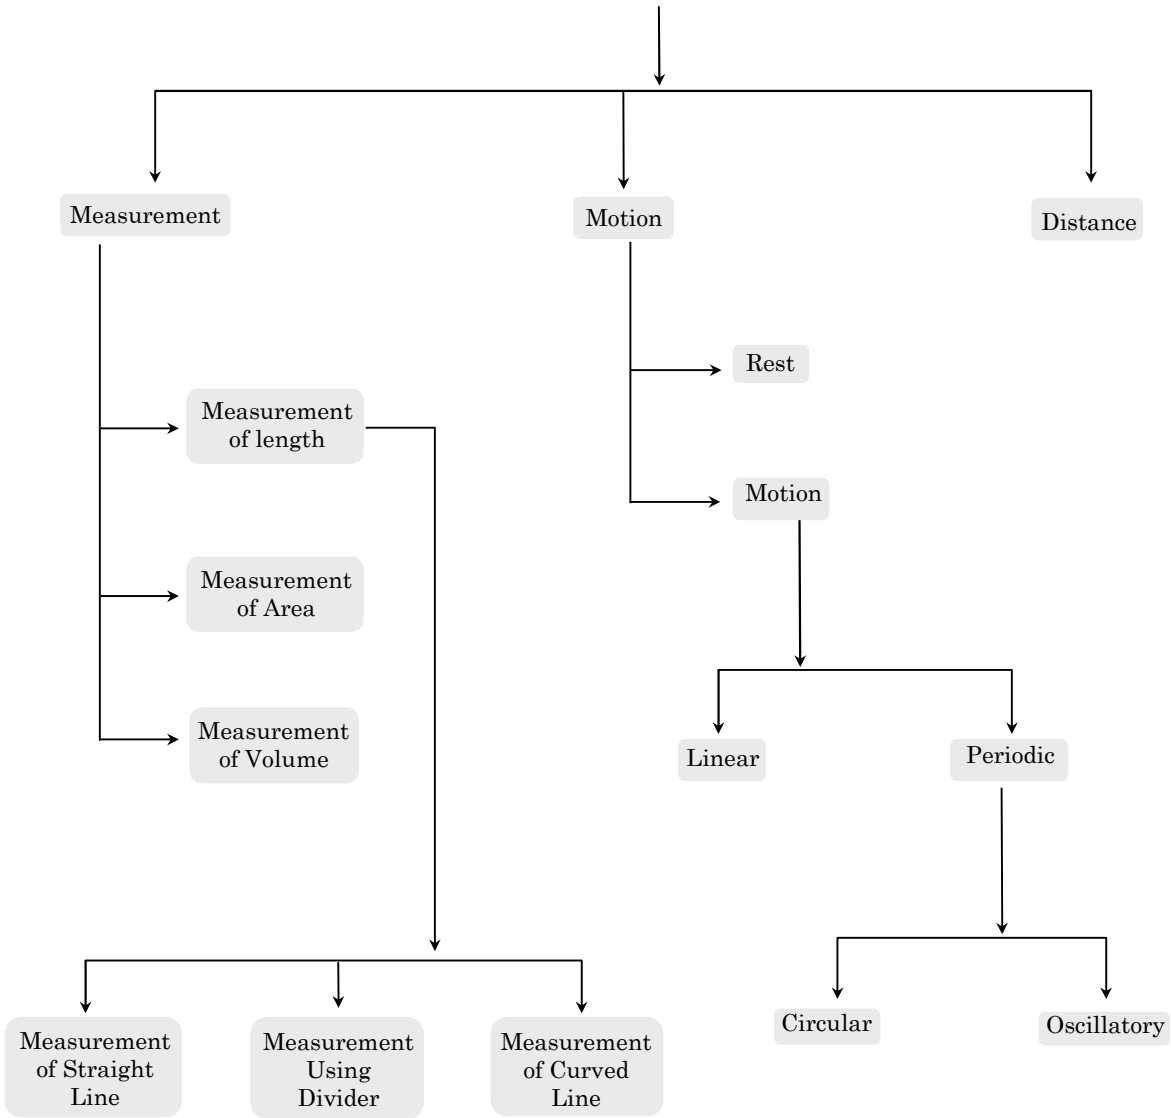 Measurement
Motion
Distance
Rest
Measurement
of length
Motion
Measurement
of Area
Measurement
of Volume
Linear
Periodic
Circular
Oscillatory
Measurement
of Straight
Line
Measurement
Using
Divider
Measurement
of Curved
Line